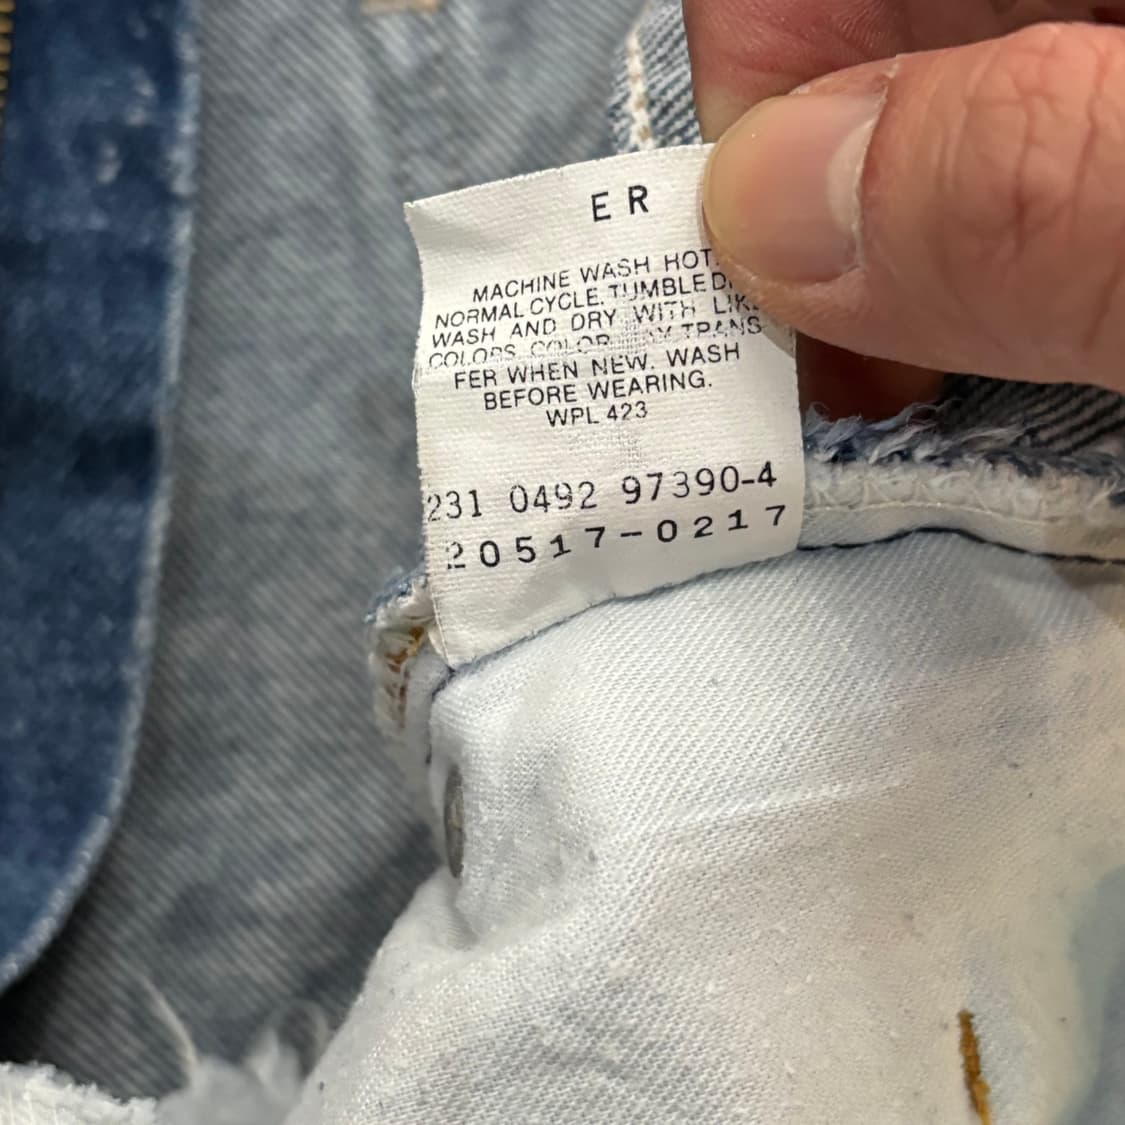 E R
MACHINE WASH HOT.
NORMAL CYCLE. TUMBLE
WASH AND DRY WITH
COLORS COLOR TRANS
FER WHEN NEW. WASH
BEFORE WEARING.
WPL 423
231 0492 97390-4
20517-0217